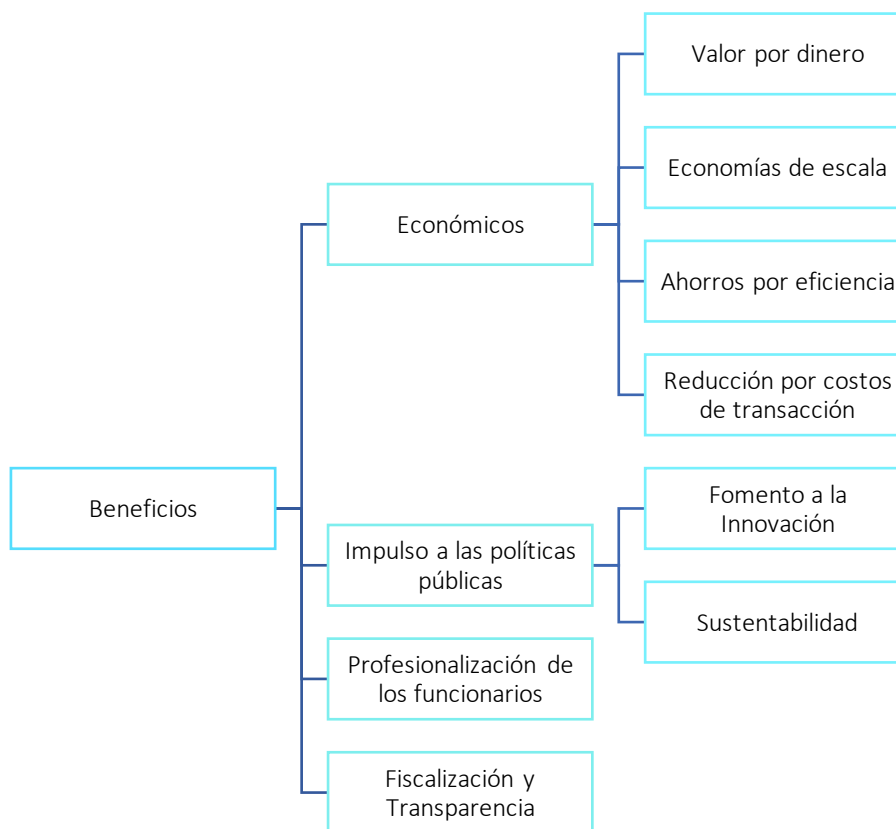 Beneficios
Económicos
Valor por dinero
Economías de escala
Ahorros por eficiencia
Reducción por costos
de transacción
Impulso a las políticas
públicas
Fomento a la
Innovación
Sustentabilidad
Profesionalización de
los funcionarios
Fiscalización y
Transparencia